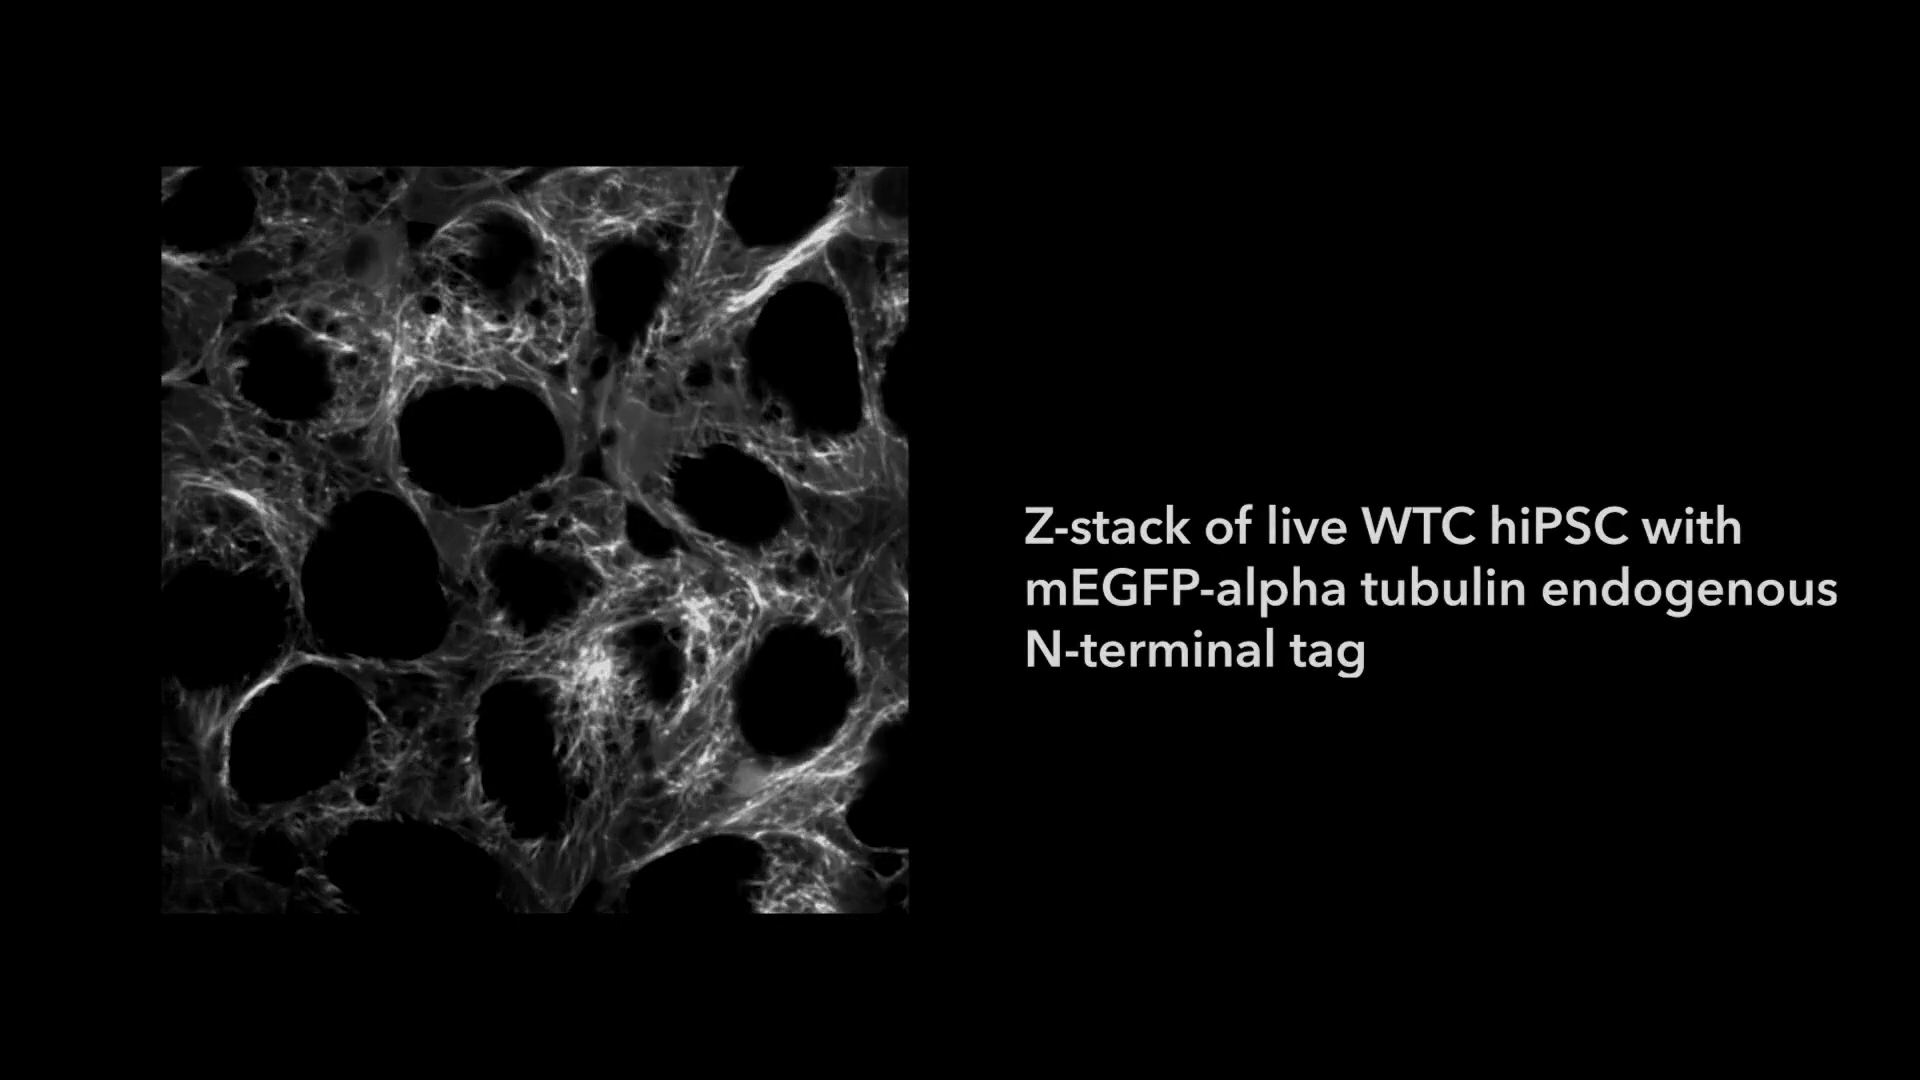 Z-stack of live WTC hiPSC with
mEGFP-alpha tubulin endogenous
N-terminal tag